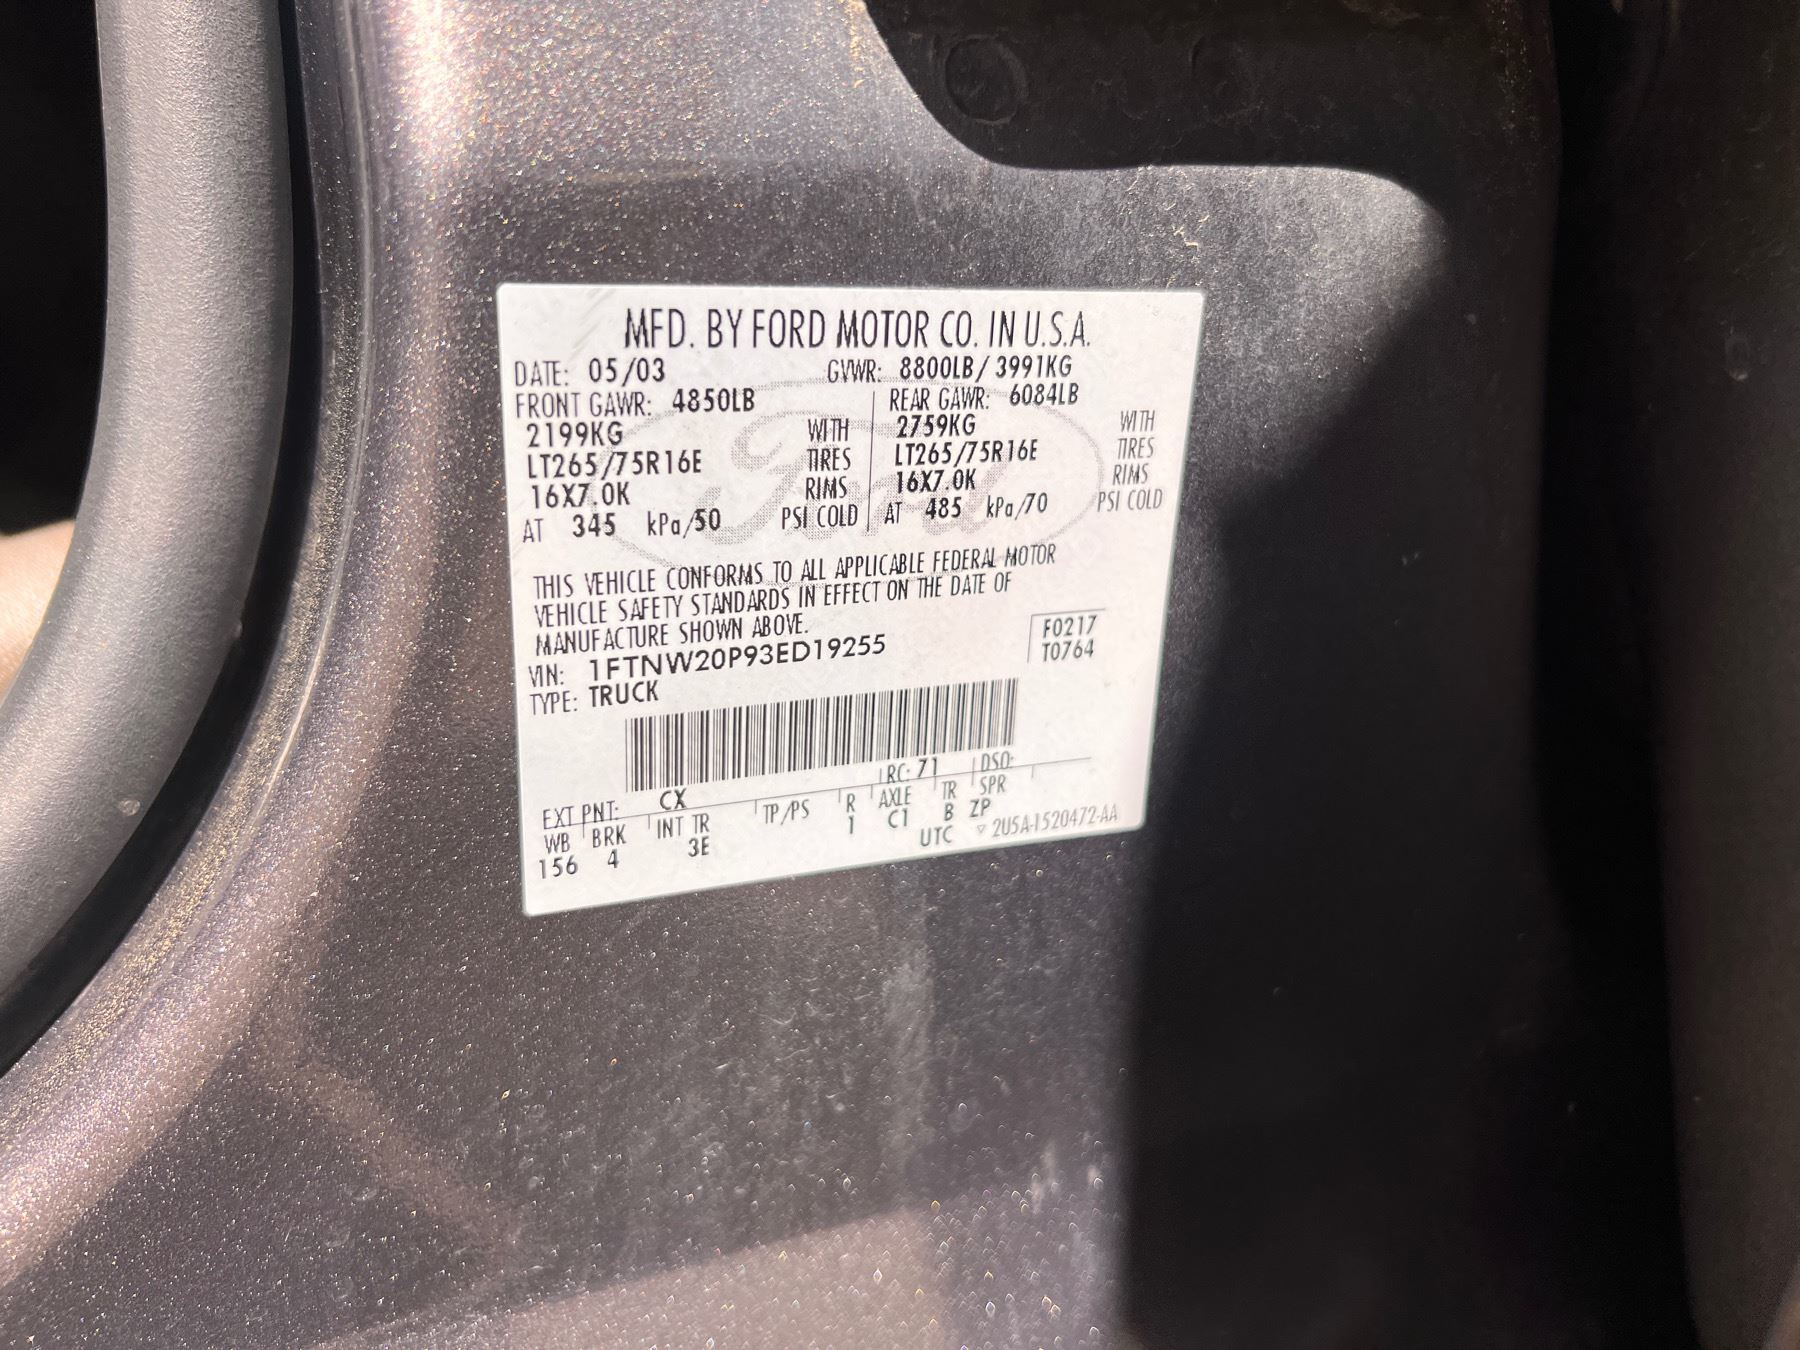 MFD. BY FORD MOTOR CO. IN U.S.A.
DATE: 05/03 GVWR: 8800LB/ 3991KG
FRONT GAWR: 4850LB REAR GAWR: 6084LB
2199KG WITH 2759KG WITH
LT265/75R16E TIRES LT265/75R16E TIRES
16X7.0K RIMS 16X7.0K RIMS
AT 345 kPa/50 PSI COLD AT 485 kPa/70 PSI COLD
Ford
THIS VEHICLE CONFORMS TO ALL APPLICABLE FEDERAL MOTOR
VEHICLE SAFETY STANDARDS IN EFFECT ON THE DATE OF
MANUFACTURE SHOWN ABOVE.
F0217
VIN: 1FTNW20P93ED19255
T0764
TYPE: TRUCK
EXT PNT: CX RC: 71 DSO:
WB BRK INT TR TP/PS R AXLE TR SPR
156 4 3E 1 C1 B ZP
UTC ▽ 2U5A-1520472-AA